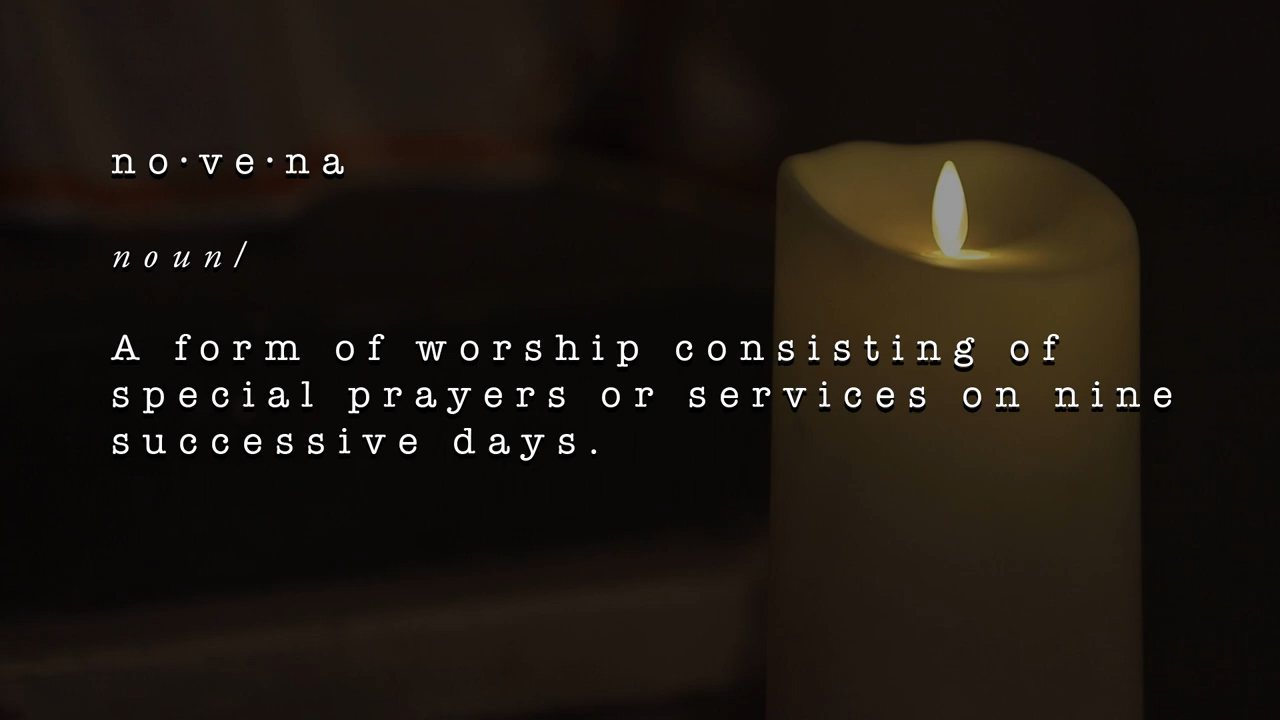 no·ve·na
noun/
A form of worship consisting of
special prayers or services on nine
successive days.